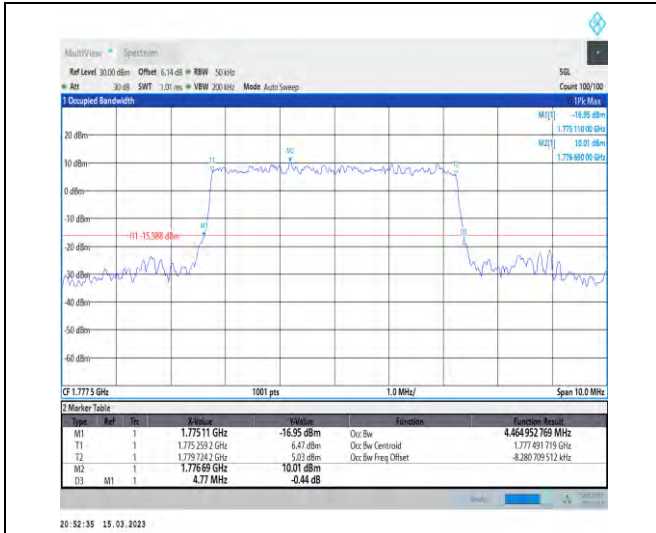 MultiView Spectrum
Ref Level 30.00 dBm Offset 6.14 dB RBW 50 kHz SGL
Att 30 dB SWT 1.01 ms VBW 200 kHz Mode Auto Sweep Count 100/100
1 Occupied Bandwidth 1Pk Max
M1[1] -16.95 dBm
1.775 110 00 GHz
M2[1] 10.01 dBm
1.776 690 00 GHz
20 dBm
M2
T1
T2
10 dBm
0 dBm
-10 dBm
M1
H1 -15.988 dBm
D3
-20 dBm
-30 dBm
-40 dBm
-50 dBm
-60 dBm
CF 1.777 5 GHz 1001 pts 1.0 MHz/ Span 10.0 MHz
2 Marker Table
Type Ref Trc X-Value Y-Value Function Function Result
M1 1 1.775 11 GHz -16.95 dBm Occ Bw 4.464 952 769 MHz
T1 1 1.775 259 2 GHz 6.47 dBm Occ Bw Centroid 1.777 491 719 GHz
T2 1 1.779 724 2 GHz 5.03 dBm Occ Bw Freq Offset -8.280 709 512 kHz
M2 1 1.776 69 GHz 10.01 dBm
D3 M1 1 4.77 MHz -0.44 dB
20:52:35 15.03.2023